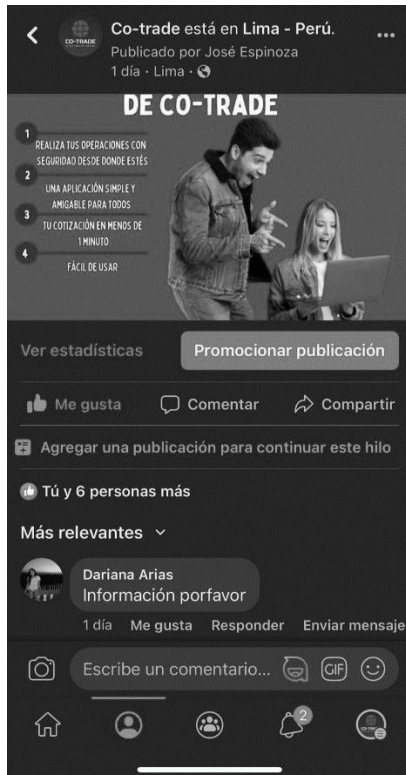 Co-trade está en Lima - Perú.
CO-TRADE
Publicado por José Espinoza
1 día · Lima ·
DE CO-TRADE
1
REALIZA TUS OPERACIONES CON
SEGURIDAD DESDE DONDE ESTÉS
2
UNA APLICACIÓN SIMPLE Y
AMIGABLE PARA TODOS
3
TU COTIZACIÓN EN MENOS DE
1 MINUTO
4
FÁCIL DE USAR
Ver estadísticas
Promocionar publicación
Me gusta
Comentar
Compartir
Agregar una publicación para continuar este hilo
Tú y 6 personas más
Más relevantes
Dariana Arias
Información porfavor
1 día Me gusta Responder Enviar mensaje
Escribe un comentario...
GIF
2